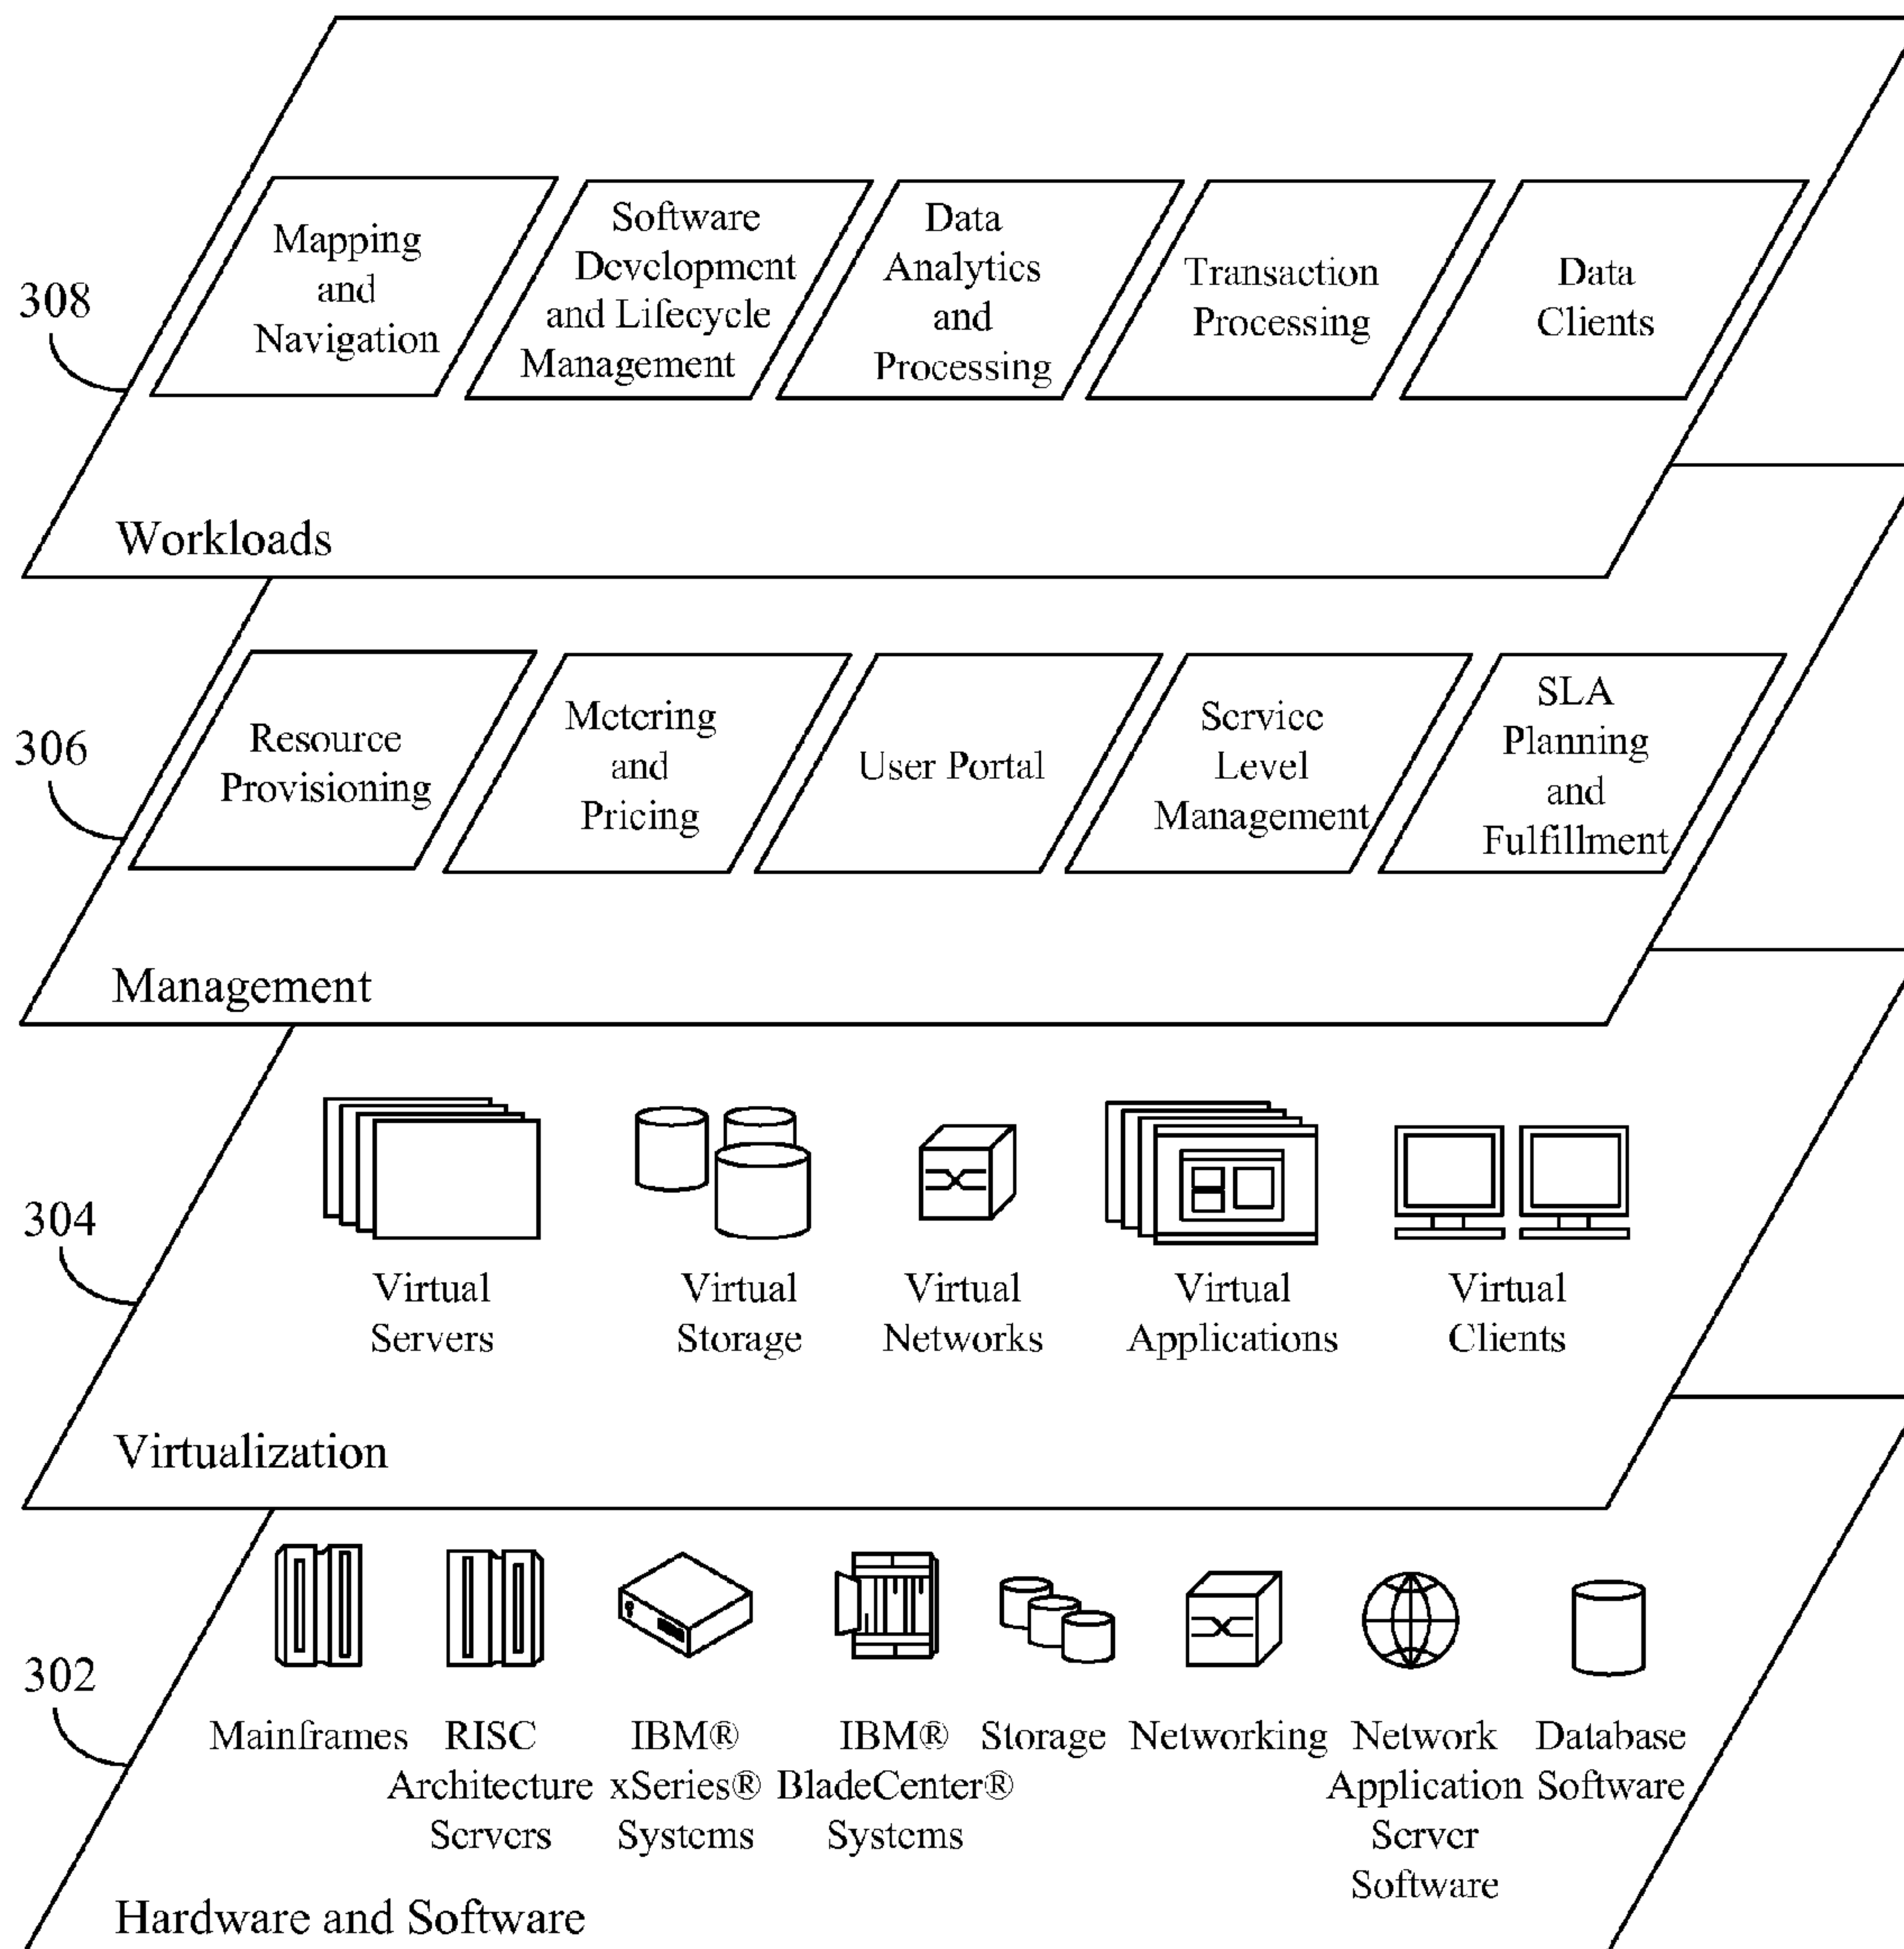 308
Mapping
and
Navigation
Software
Development
and Lifecycle
Management
Data
Analytics
and
Processing
Transaction
Processing
Data
Clients
Workloads
306
Resource
Provisioning
Metering
and
Pricing
User Portal
Service
Level
Management
SLA
Planning
and
Fulfillment
Management
304
Virtual
Servers
Virtual
Storage
Virtual
Networks
Virtual
Applications
Virtual
Clients
Virtualization
302
Mainframes
RISC
Architecture
Servers
IBM®
xSeries®
Systems
IBM®
BladeCenter®
Systems
Storage
Networking
Network
Application
Server
Software
Database
Software
Hardware and Software